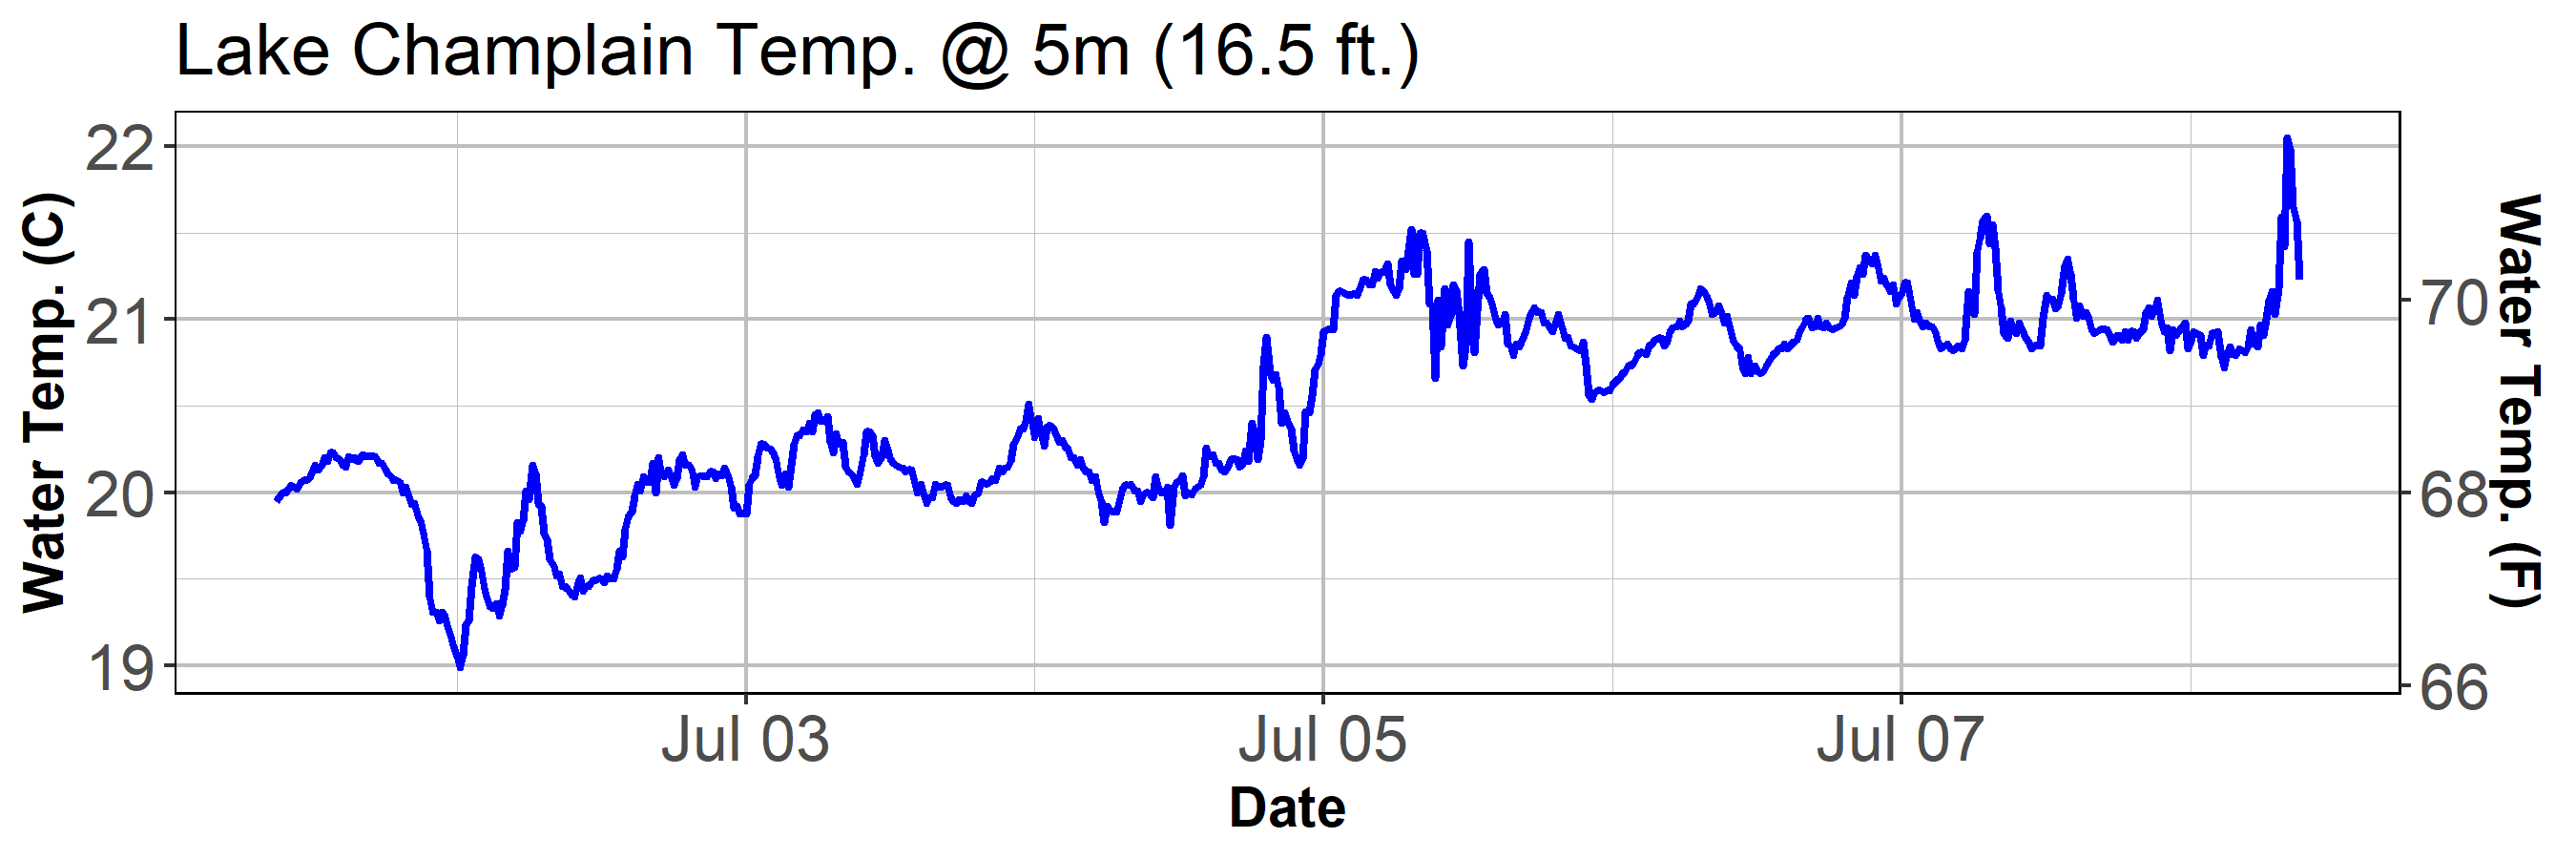 Lake Champlain Temp. @ 5m (16.5 ft.)
Water Temp. (C)
22
21
20
19
70
68
66
Water Temp. (F)
Jul 03
Jul 05
Jul 07
Date